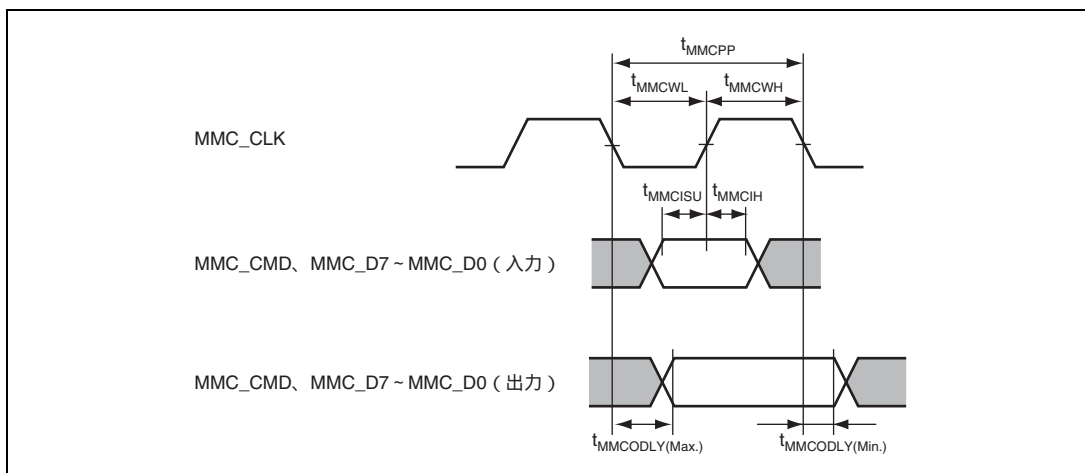 tMMCPP
tMMCWL tMMCWH
MMC_CLK
tMMCISU tMMCIH
MMC_CMD、MMC_D7~MMC_D0(入力)
MMC_CMD、MMC_D7~MMC_D0(出力)
tMMCODLY(Max.) tMMCODLY(Min.)